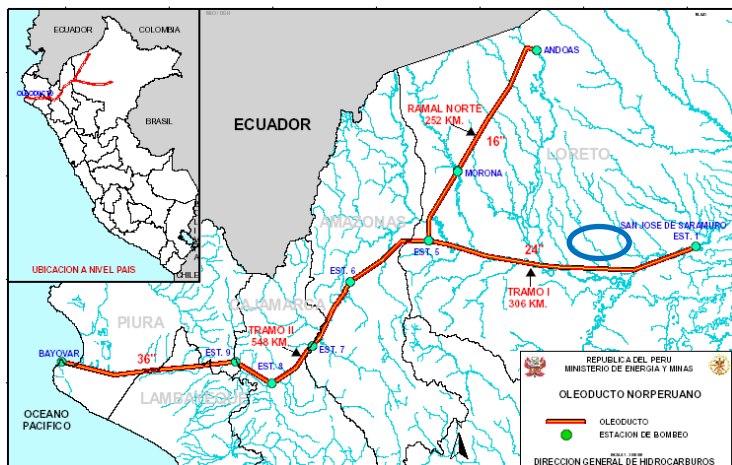 ECUADOR
COLOMBIA
OLEODUCTO
BRASIL
CHILE
UBICACION A NIVEL PAIS
ECUADOR
ANDOAS
RAMAL NORTE
252 KM.
16"
LORETO
MORONA
AMAZONAS
SAN JOSE DE SARAMURO
EST. 1
EST. 5
24"
TRAMO I
306 KM.
EST. 6
CAJAMARCA
PIURA
TRAMO II
548 KM.
EST. 7
BAYOVAR
36"
EST. 9
EST. 8
LAMBAYEQUE
OCEANO
PACIFICO
REPUBLICA DEL PERU
MINISTERIO DE ENERGIA Y MINAS
OLEODUCTO NORPERUANO
OLEODUCTO
ESTACION DE BOMBEO
DIRECCION GENERAL DE HIDROCARBUROS